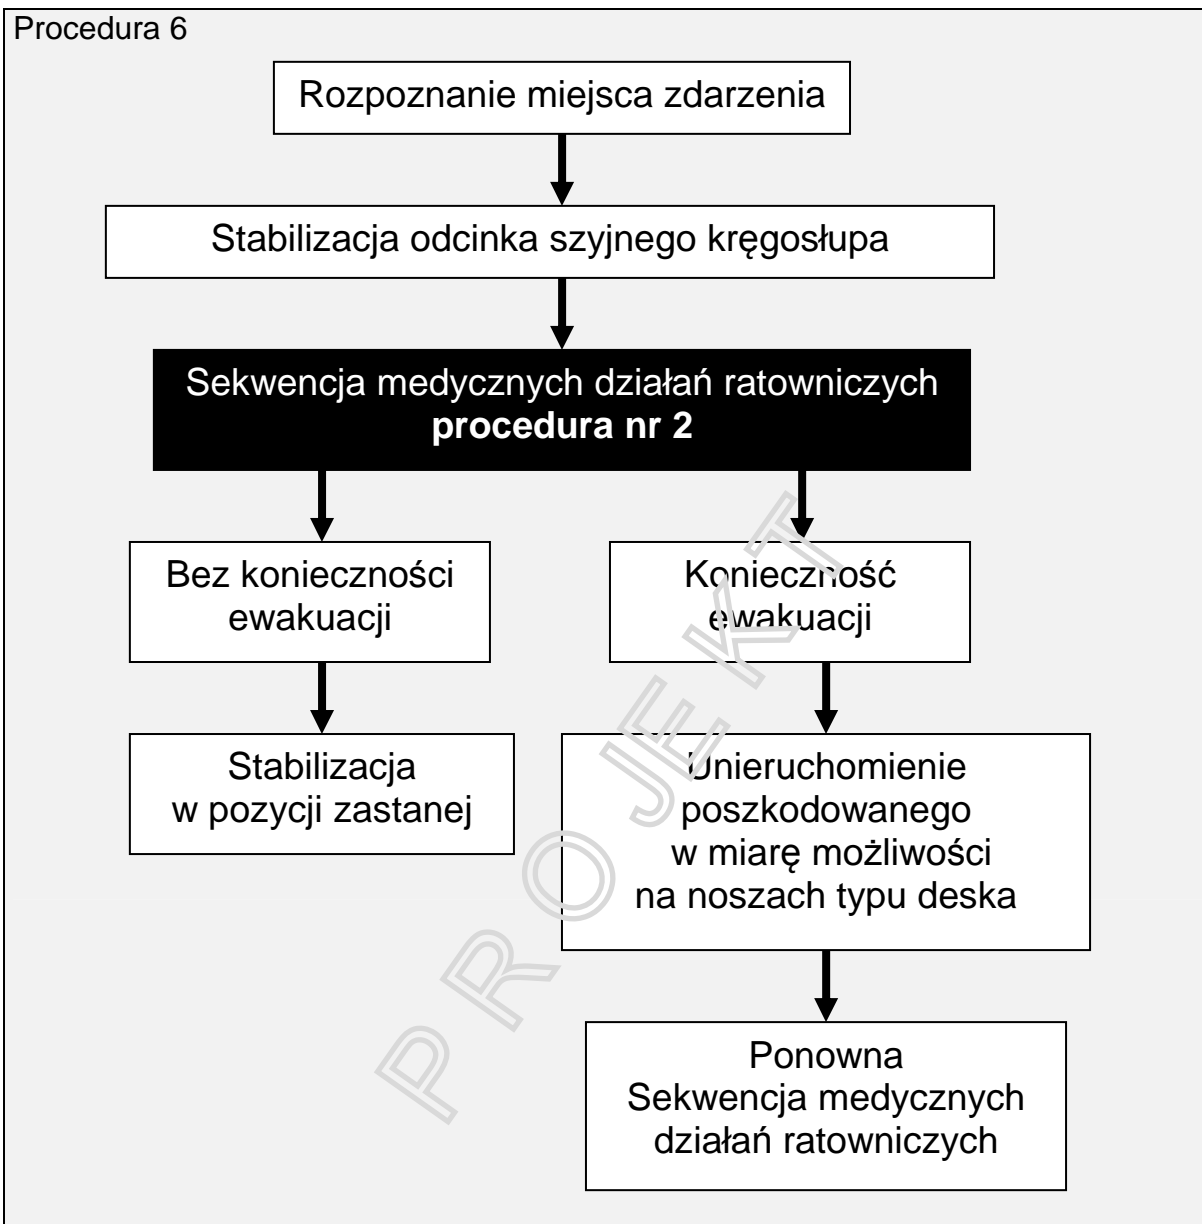 Procedura 6
Rozpoznanie miejsca zdarzenia
Stabilizacja odcinka szyjnego kręgosłupa
Sekwencja medycznych działań ratowniczych
procedura nr 2
Bez konieczności
ewakuacji
Konieczność
ewakuacji
Stabilizacja
w pozycji zastanej
Unieruchomienie
poszkodowanego
w miarę możliwości
na noszach typu deska
Ponowna
Sekwencja medycznych
działań ratowniczych
PROJEKT